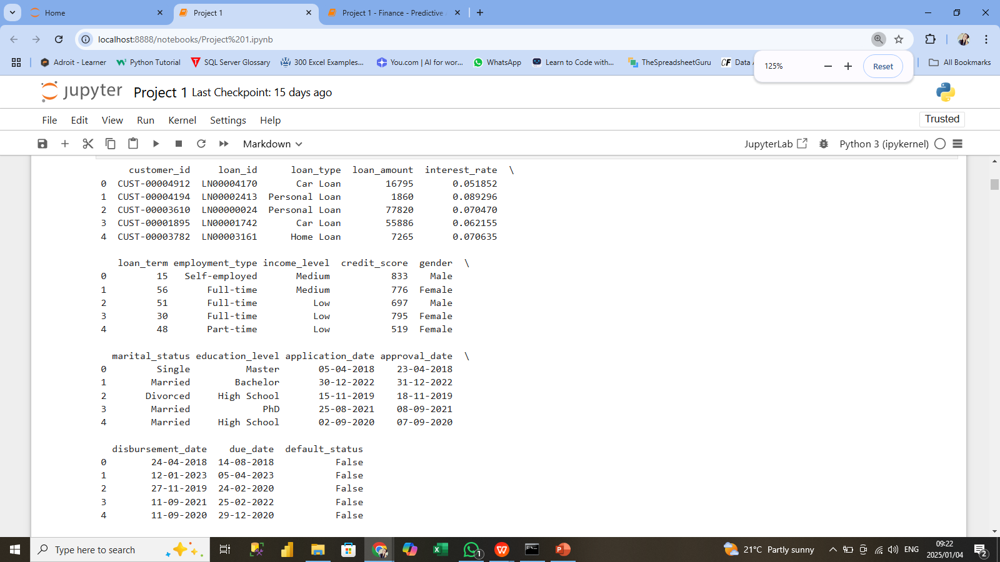 Home
Project 1
Project 1 - Finance - Predictive
localhost:8888/notebooks/Project%201.ipynb
Adroit - Learner
Python Tutorial
SQL Server Glossary
300 Excel Examples...
You.com | AI for wor...
WhatsApp
Learn to Code with...
TheSpreadsheetGuru
CF Data
All Bookmarks
125%
Reset
jupyter Project 1 Last Checkpoint: 15 days ago
File Edit View Run Kernel Settings Help
Trusted
Markdown
JupyterLab
Python 3 (ipykernel)
customer_id loan_id loan_type loan_amount interest_rate \
0 CUST-00004912 LN00004170 Car Loan 16795 0.051852
1 CUST-00004194 LN00002413 Personal Loan 1860 0.089296
2 CUST-00003610 LN00000024 Personal Loan 77820 0.070470
3 CUST-00001895 LN00001742 Car Loan 55886 0.062155
4 CUST-00003782 LN00003161 Home Loan 7265 0.070635
loan_term employment_type income_level credit_score gender \
0 15 Self-employed Medium 833 Male
1 56 Full-time Medium 776 Female
2 51 Full-time Low 697 Male
3 30 Full-time Low 795 Female
4 48 Part-time Low 519 Female
marital_status education_level application_date approval_date \
0 Single Master 05-04-2018 23-04-2018
1 Married Bachelor 30-12-2022 31-12-2022
2 Divorced High School 15-11-2019 18-11-2019
3 Married PhD 25-08-2021 08-09-2021
4 Married High School 02-09-2020 07-09-2020
disbursement_date due_date default_status
0 24-04-2018 14-08-2018 False
1 12-01-2023 05-04-2023 False
2 27-11-2019 24-02-2020 False
3 11-09-2021 25-02-2022 False
4 11-09-2020 29-12-2020 False
Type here to search
1
21°C Partly sunny
ENG
09:22
2025/01/04
2